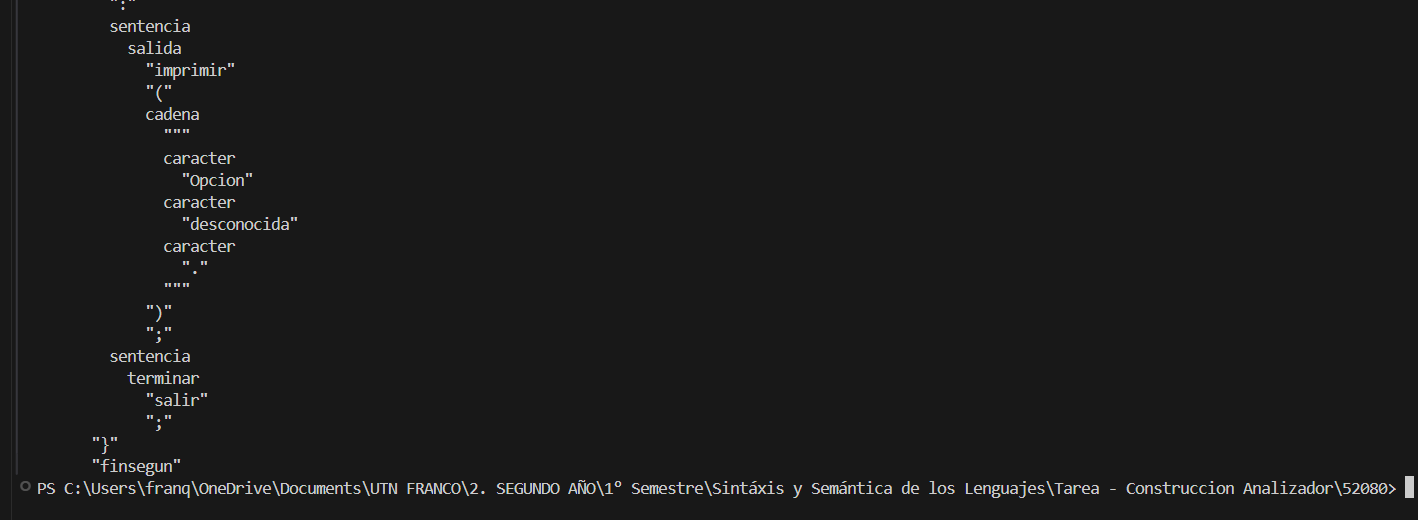 ":"
sentencia
salida
"imprimir"
"("
cadena
"""
caracter
"Opcion"
caracter
"desconocida"
caracter
"."
"""
")"
";"
sentencia
terminar
"salir"
";"
"}"
"finsegun"
PS C:\Users\franq\OneDrive\Documents\UTN FRANCO\2. SEGUNDO AÑO\1º Semestre\Sintáxis y Semántica de los Lenguajes\Tarea - Construccion Analizador\52080>